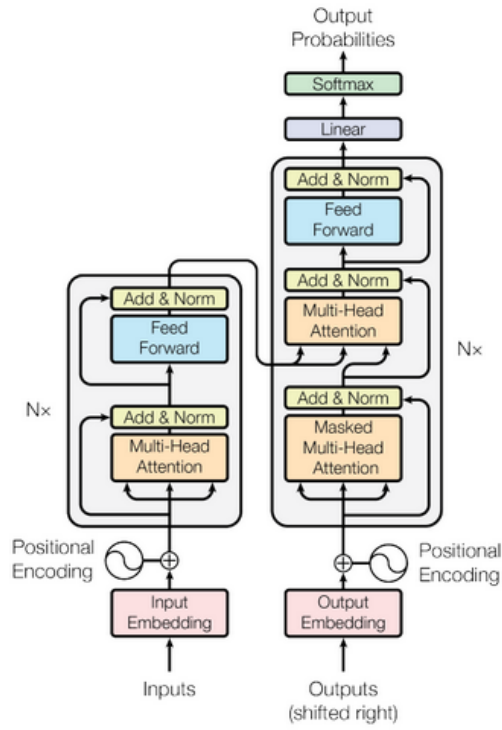 Output
Probabilities
Softmax
Linear
Add & Norm
Feed
Forward
Add & Norm
Multi-Head
Attention
Nx
Add & Norm
Masked
Multi-Head
Attention
Add & Norm
Feed
Forward
Nx
Add & Norm
Multi-Head
Attention
Positional
Encoding
Positional
Encoding
Input
Embedding
Output
Embedding
Inputs
Outputs
(shifted right)